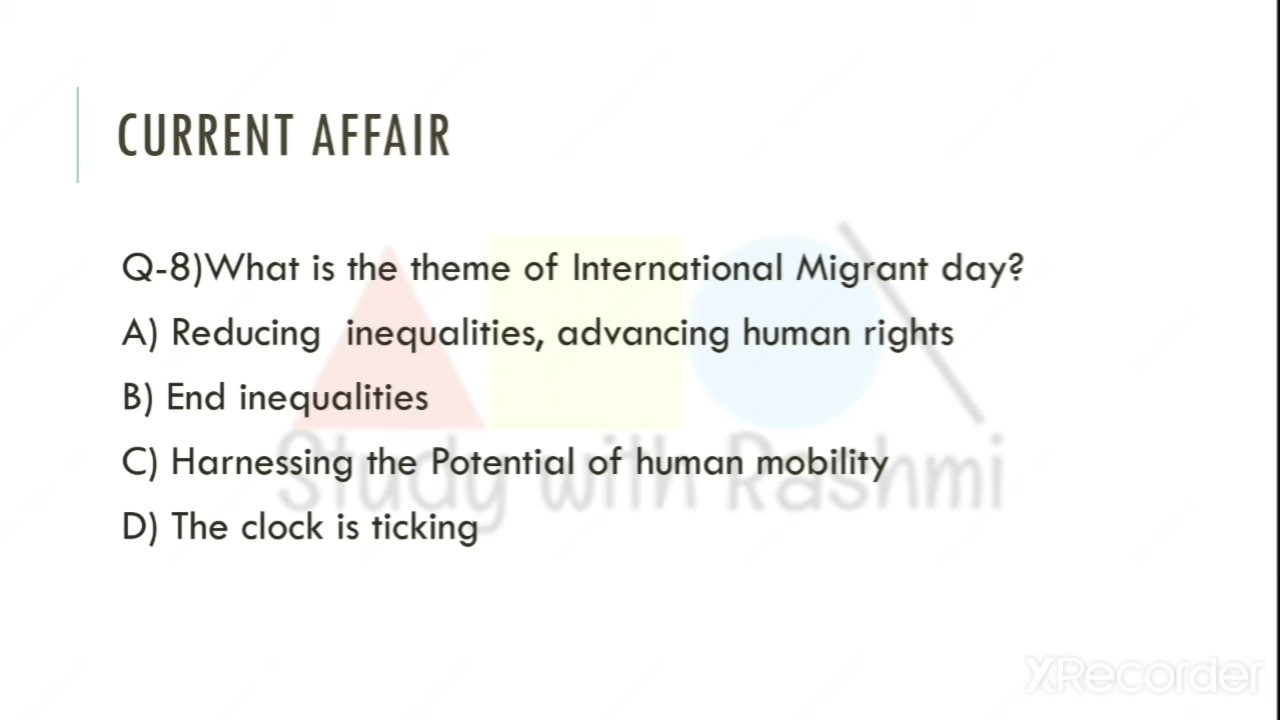 CURRENT AFFAIR
Q-8)What is the theme of International Migrant day?
A) Reducing inequalities, advancing human rights
B) End inequalities
C) Harnessing the Potential of human mobility
D) The clock is ticking
Study with Rashmi
XRecorder